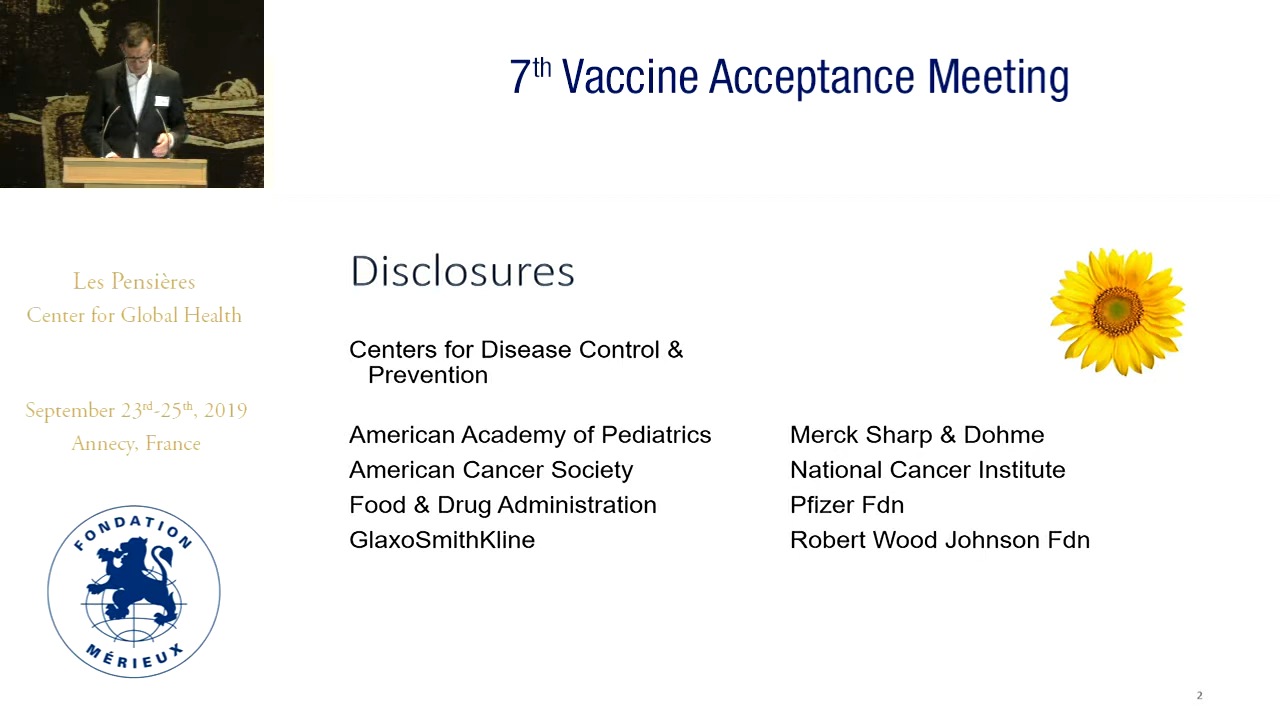 7th Vaccine Acceptance Meeting
Les Pensières
Center for Global Health
September 23rd-25th, 2019
Annecy, France
FONDATION
MÉRIEUX
Disclosures
Centers for Disease Control &
Prevention
American Academy of Pediatrics
American Cancer Society
Food & Drug Administration
GlaxoSmithKline
Merck Sharp & Dohme
National Cancer Institute
Pfizer Fdn
Robert Wood Johnson Fdn
2